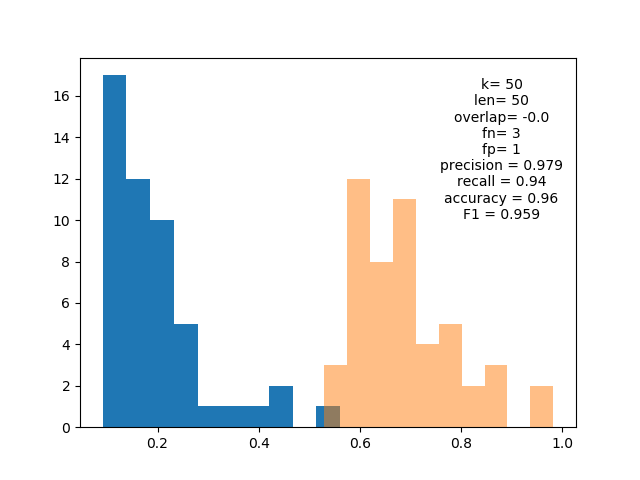 k= 50
len= 50
overlap= -0.0
fn= 3
fp= 1
precision = 0.979
recall = 0.94
accuracy = 0.96
F1 = 0.959
16
14
12
10
8
6
4
2
0
0.2 0.4 0.6 0.8 1.0